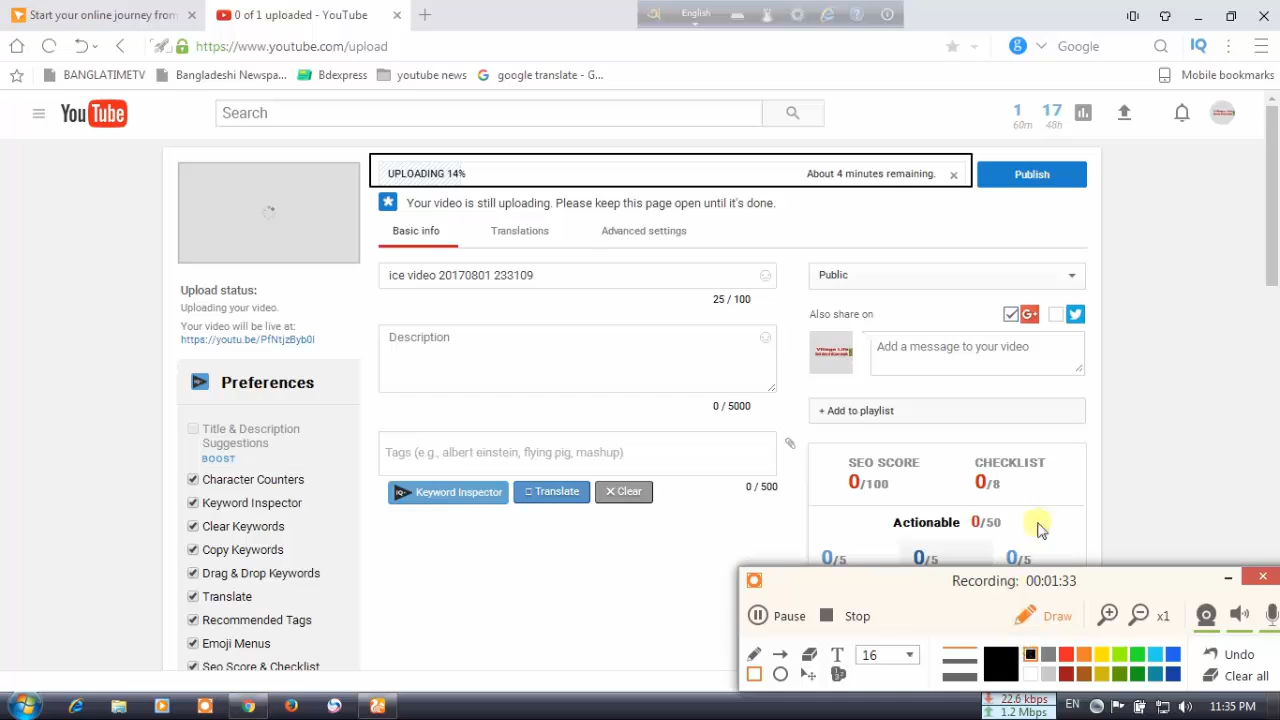 Start your online journey from
0 of 1 uploaded - YouTube
English
https://www.youtube.com/upload
Google
BANGLATIMETV
Bangladeshi Newspa...
Bdexpress
youtube news
google translate - G...
Mobile bookmarks
YouTube
Search
1
60m
17
48h
UPLOADING 14%
About 4 minutes remaining.
Publish
Your video is still uploading. Please keep this page open until it's done.
Basic info
Translations
Advanced settings
ice video 20170801 233109
25 / 100
Public
Also share on
Upload status:
Uploading your video.
Your video will be live at:
https://youtu.be/PfNtjzByb0I
Description
0 / 5000
Add a message to your video
+ Add to playlist
Preferences
Title & Description Suggestions
BOOST
Character Counters
Keyword Inspector
Clear Keywords
Copy Keywords
Drag & Drop Keywords
Translate
Recommended Tags
Emoji Menus
Seo Score & Checklist
Tags (e.g., albert einstein, flying pig, mashup)
Keyword Inspector
Translate
Clear
0 / 500
SEO SCORE
0/100
CHECKLIST
0/8
Actionable 0/50
0/5
0/5
0/5
Recording: 00:01:33
Pause
Stop
Draw
x1
16
Undo
Clear all
22.6 kbps
1.2 Mbps
EN
11:35 PM